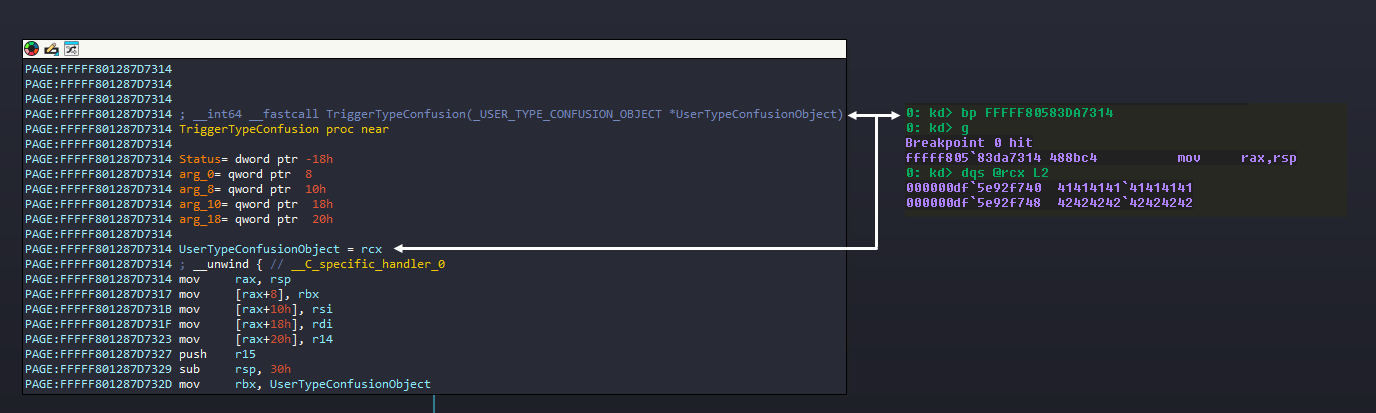 PAGE:FFFFF801287D7314
PAGE:FFFFF801287D7314
PAGE:FFFFF801287D7314
PAGE:FFFFF801287D7314 ; __int64 __fastcall TriggerTypeConfusion(_USER_TYPE_CONFUSION_OBJECT *UserTypeConfusionObject)
PAGE:FFFFF801287D7314 TriggerTypeConfusion proc near
PAGE:FFFFF801287D7314
PAGE:FFFFF801287D7314 Status= dword ptr -18h
PAGE:FFFFF801287D7314 arg_0= qword ptr  8
PAGE:FFFFF801287D7314 arg_8= qword ptr  10h
PAGE:FFFFF801287D7314 arg_10= qword ptr  18h
PAGE:FFFFF801287D7314 arg_18= qword ptr  20h
PAGE:FFFFF801287D7314
PAGE:FFFFF801287D7314 UserTypeConfusionObject = rcx
PAGE:FFFFF801287D7314 ; __unwind { // __C_specific_handler_0
PAGE:FFFFF801287D7314 mov     rax, rsp
PAGE:FFFFF801287D7317 mov     [rax+8], rbx
PAGE:FFFFF801287D731B mov     [rax+10h], rsi
PAGE:FFFFF801287D731F mov     [rax+18h], rdi
PAGE:FFFFF801287D7323 mov     [rax+20h], r14
PAGE:FFFFF801287D7327 push    r15
PAGE:FFFFF801287D7329 sub     rsp, 30h
PAGE:FFFFF801287D732D mov     rbx, UserTypeConfusionObject
0: kd> bp FFFFF80583DA7314
0: kd> g
Breakpoint 0 hit
fffff805`83da7314 488bc4          mov     rax,rsp
0: kd> dqs @rcx L2
000000df`5e92f740  41414141`41414141
000000df`5e92f748  42424242`42424242